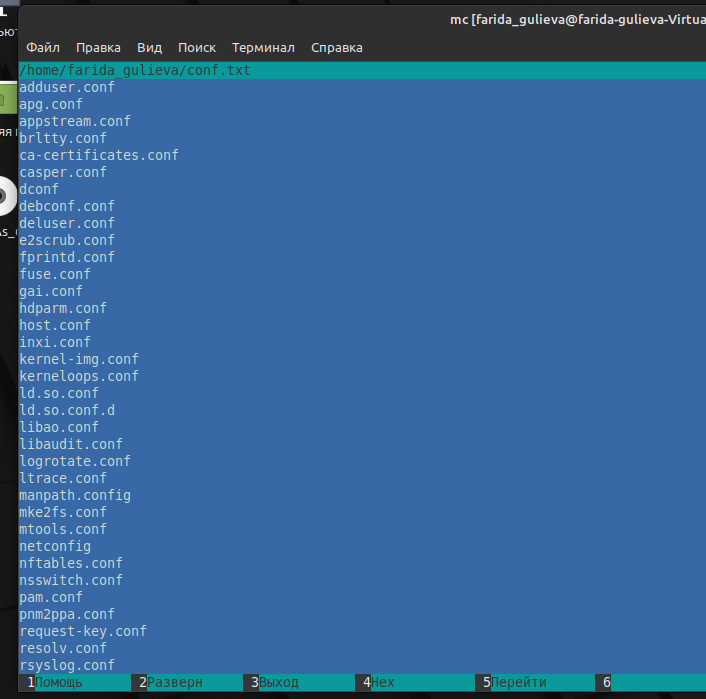 mc [farida_gulieva@farida-gulieva-Virtua
Файл Правка Вид Поиск Терминал Справка
/home/farida_gulieva/conf.txt
adduser.conf
apg.conf
appstream.conf
brltty.conf
ca-certificates.conf
casper.conf
dconf
debconf.conf
deluser.conf
e2scrub.conf
fprintd.conf
fuse.conf
gai.conf
hdparm.conf
host.conf
inxi.conf
kernel-img.conf
kerneloops.conf
ld.so.conf
ld.so.conf.d
libao.conf
libaudit.conf
logrotate.conf
ltrace.conf
manpath.config
mke2fs.conf
mtools.conf
netconfig
nftables.conf
nsswitch.conf
pam.conf
pnm2ppa.conf
request-key.conf
resolv.conf
rsyslog.conf
1Помощь 2Разверн 3Выход 4Hex 5Перейти 6